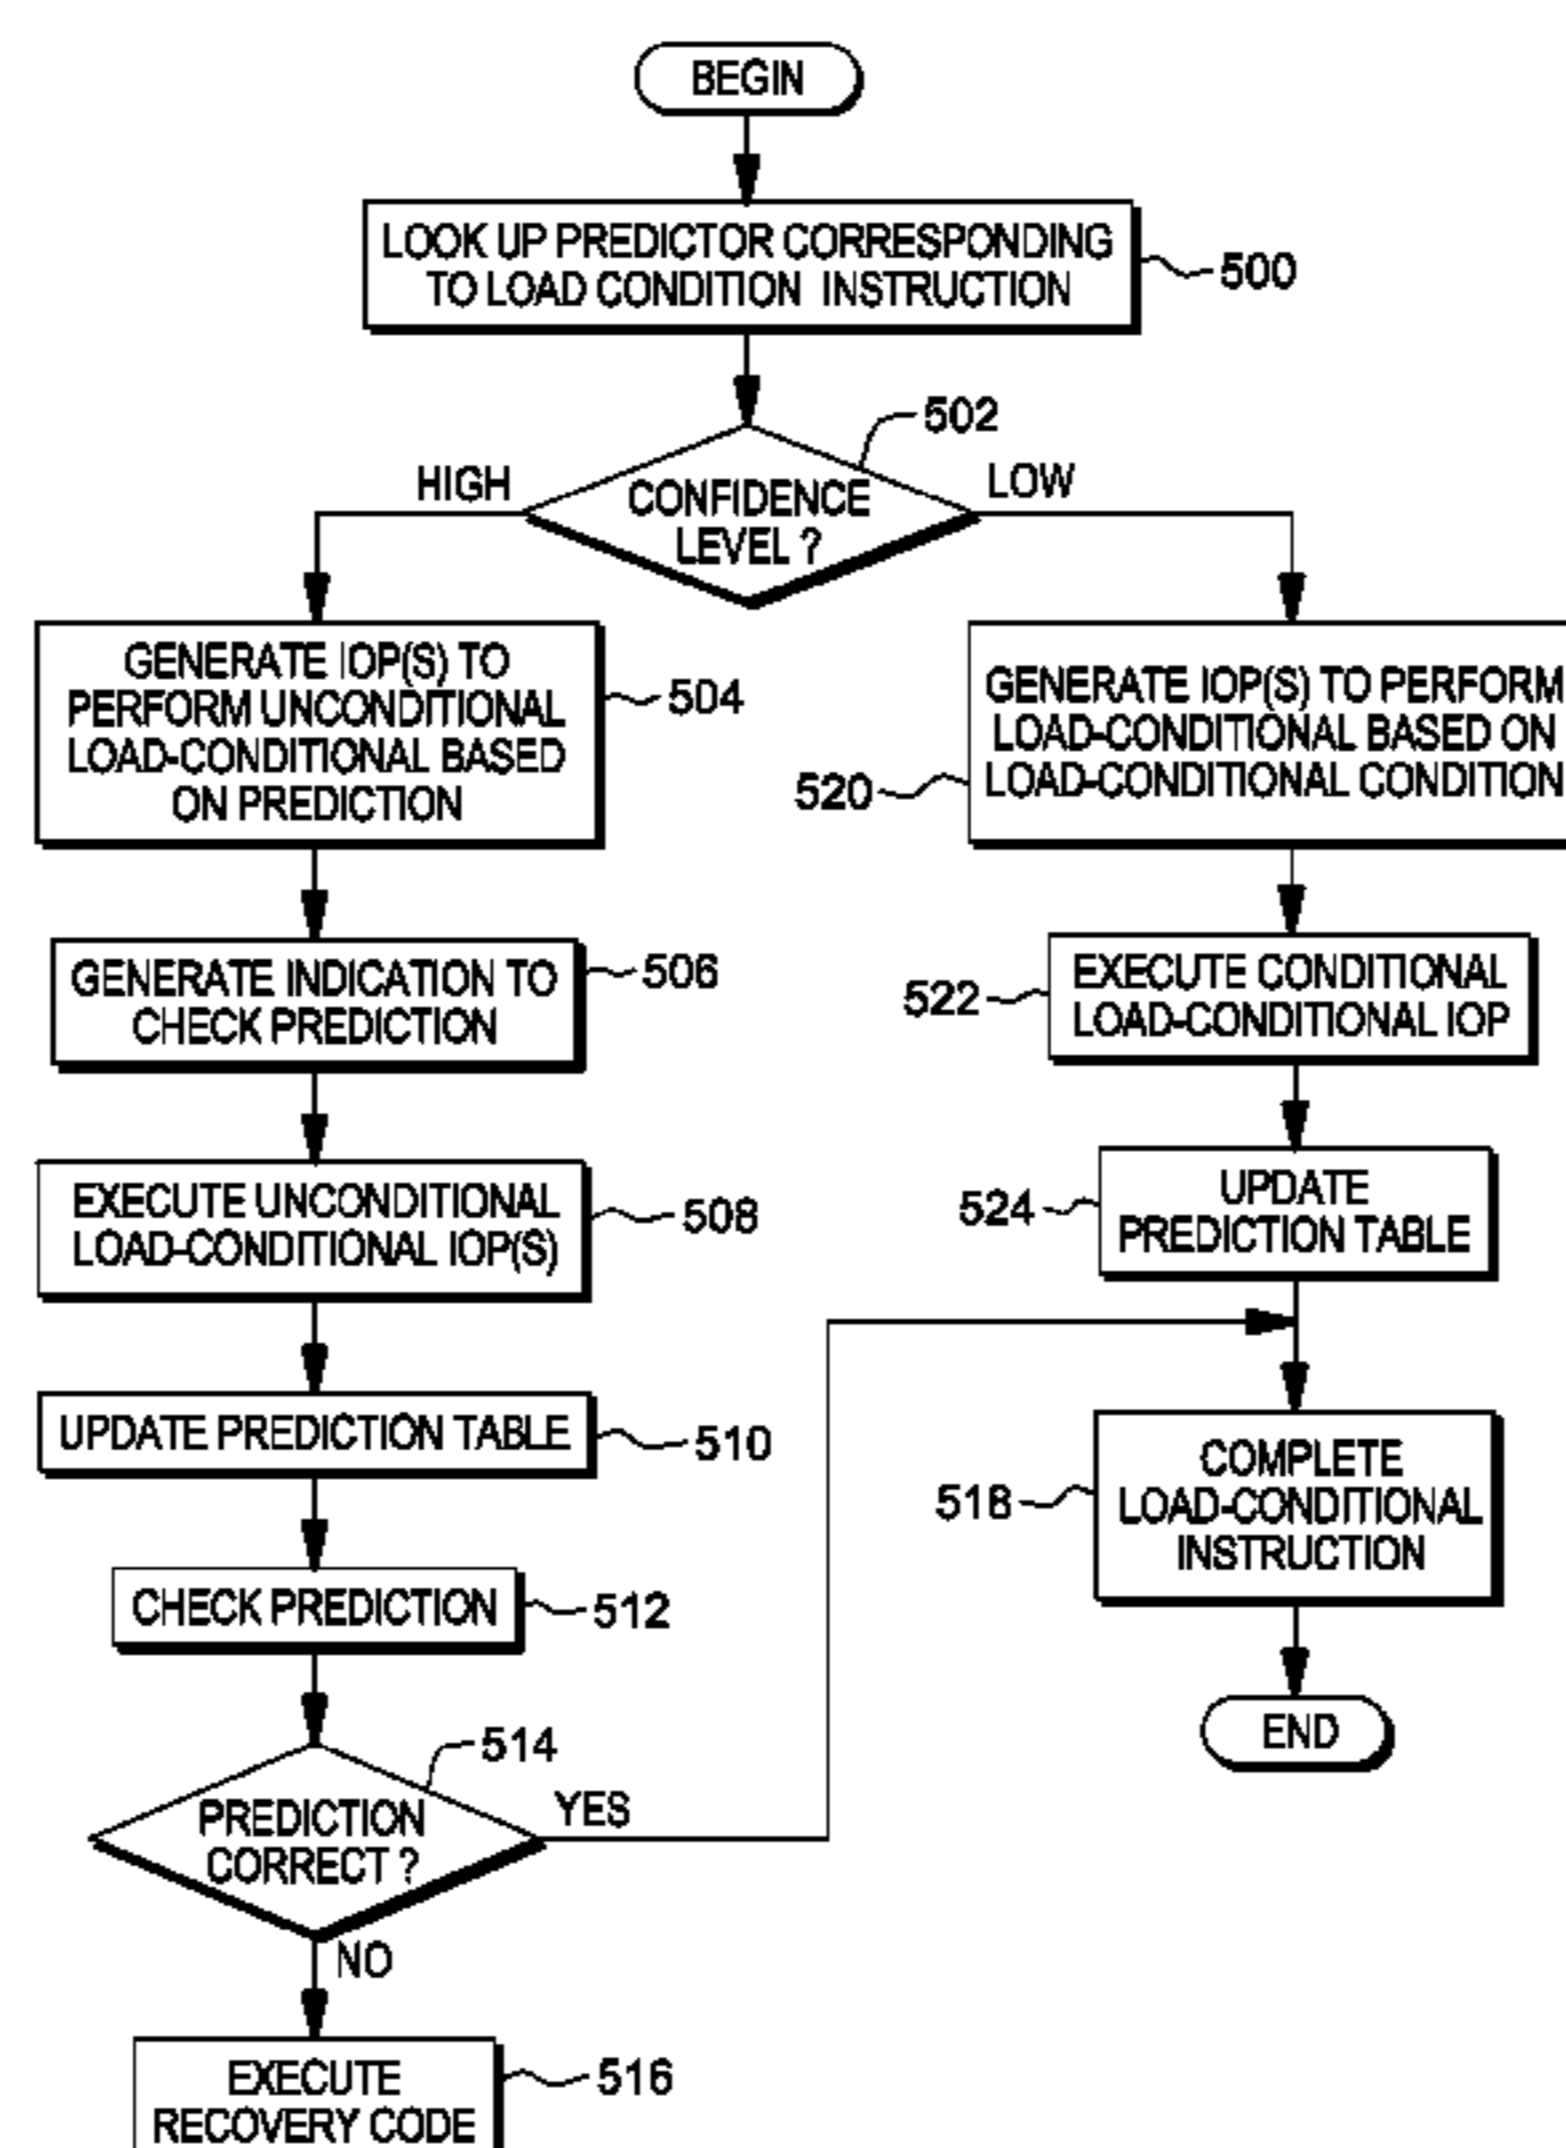 BEGIN
LOOK UP PREDICTOR CORRESPONDING
TO LOAD CONDITION INSTRUCTION
500
502
CONFIDENCE
LEVEL ?
HIGH
LOW
GENERATE IOP(S) TO
PERFORM UNCONDITIONAL
LOAD-CONDITIONAL BASED
ON PREDICTION
504
GENERATE INDICATION TO
CHECK PREDICTION
506
EXECUTE UNCONDITIONAL
LOAD-CONDITIONAL IOP(S)
508
UPDATE PREDICTION TABLE
510
CHECK PREDICTION
512
514
PREDICTION
CORRECT ?
YES
NO
EXECUTE
RECOVERY CODE
516
GENERATE IOP(S) TO PERFORM
LOAD-CONDITIONAL BASED ON
LOAD-CONDITIONAL CONDITION
520
EXECUTE CONDITIONAL
LOAD-CONDITIONAL IOP
522
UPDATE
PREDICTION TABLE
524
COMPLETE
LOAD-CONDITIONAL
INSTRUCTION
518
END